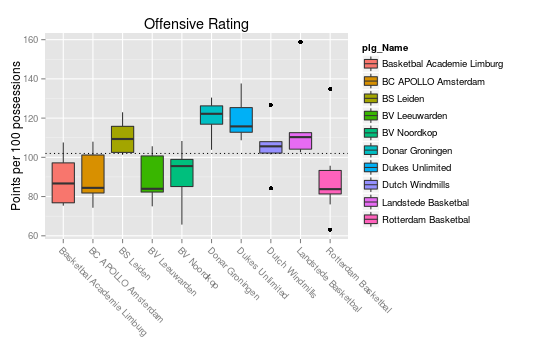 Offensive Rating
Points per 100 possessions
160
140
120
100
80
60
Basketbal Academie Limburg
BC APOLLO Amsterdam
BS Leiden
BV Leeuwarden
BV Noordkop
Donar Groningen
Dukes Unlimited
Dutch Windmills
Landstede Basketbal
Rotterdam Basketbal
plg_Name
Basketbal Academie Limburg
BC APOLLO Amsterdam
BS Leiden
BV Leeuwarden
BV Noordkop
Donar Groningen
Dukes Unlimited
Dutch Windmills
Landstede Basketbal
Rotterdam Basketbal